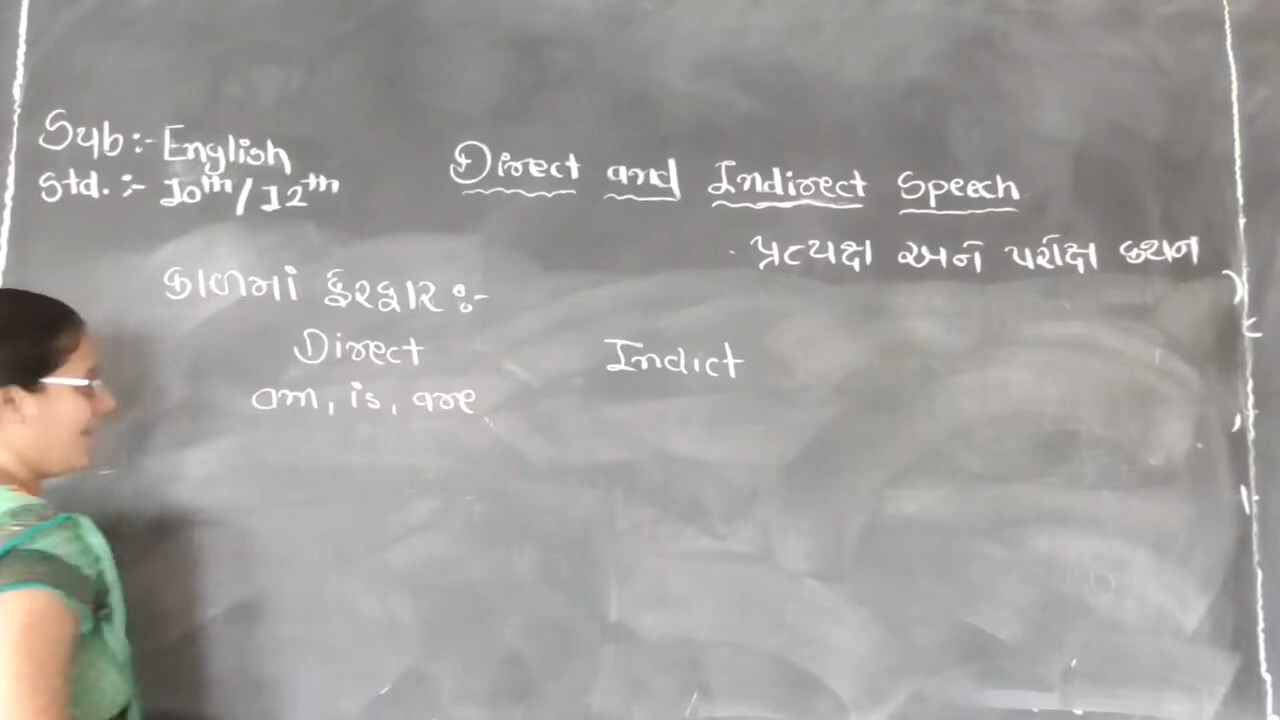 Sub:- English
Std. :- 10th/12th
Direct and Indirect Speech
પ્રત્યક્ષ અને પરોક્ષ કથન
કાળમાં ફેરફાર :-
Direct Indict
am, is, are